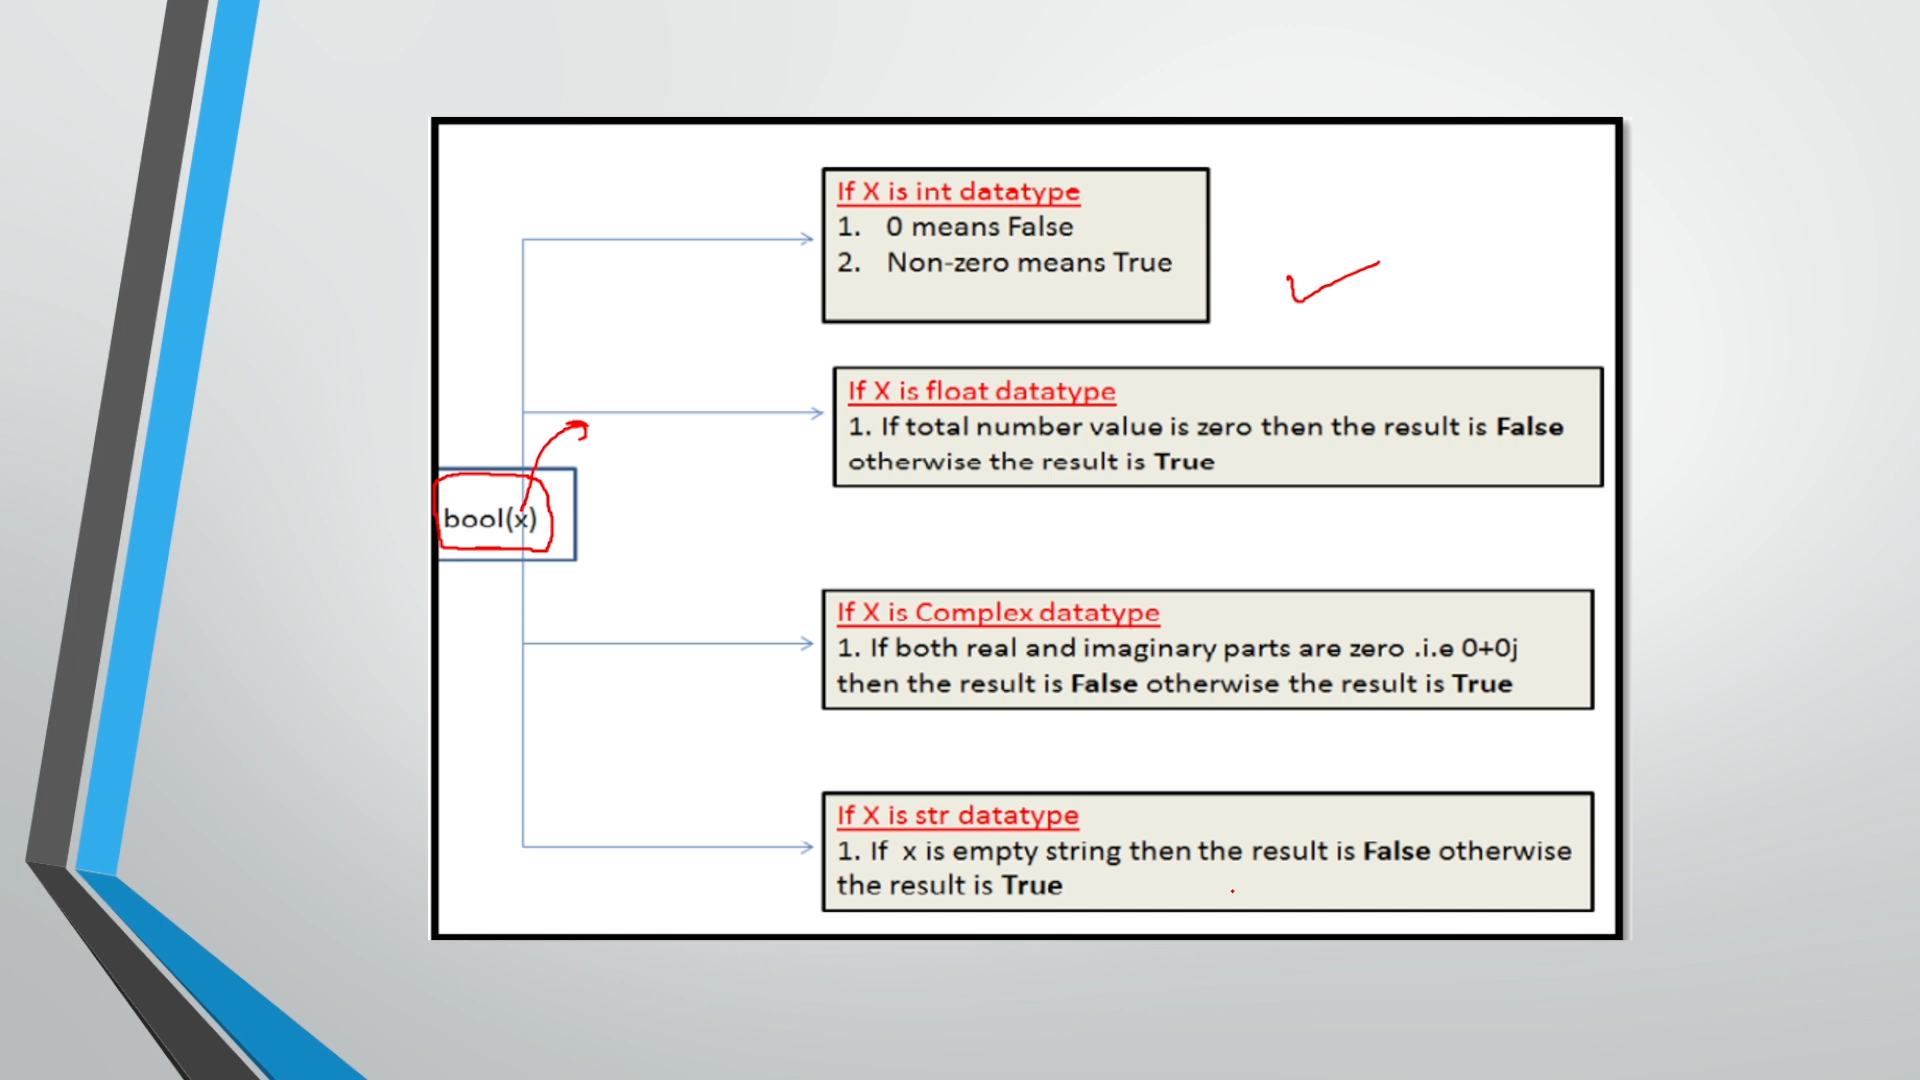 If X is int datatype
1. 0 means False
2. Non-zero means True
If X is float datatype
1. If total number value is zero then the result is False
otherwise the result is True
bool(x)
If X is Complex datatype
1. If both real and imaginary parts are zero .i.e 0+0j
then the result is False otherwise the result is True
If X is str datatype
1. If x is empty string then the result is False otherwise
the result is True